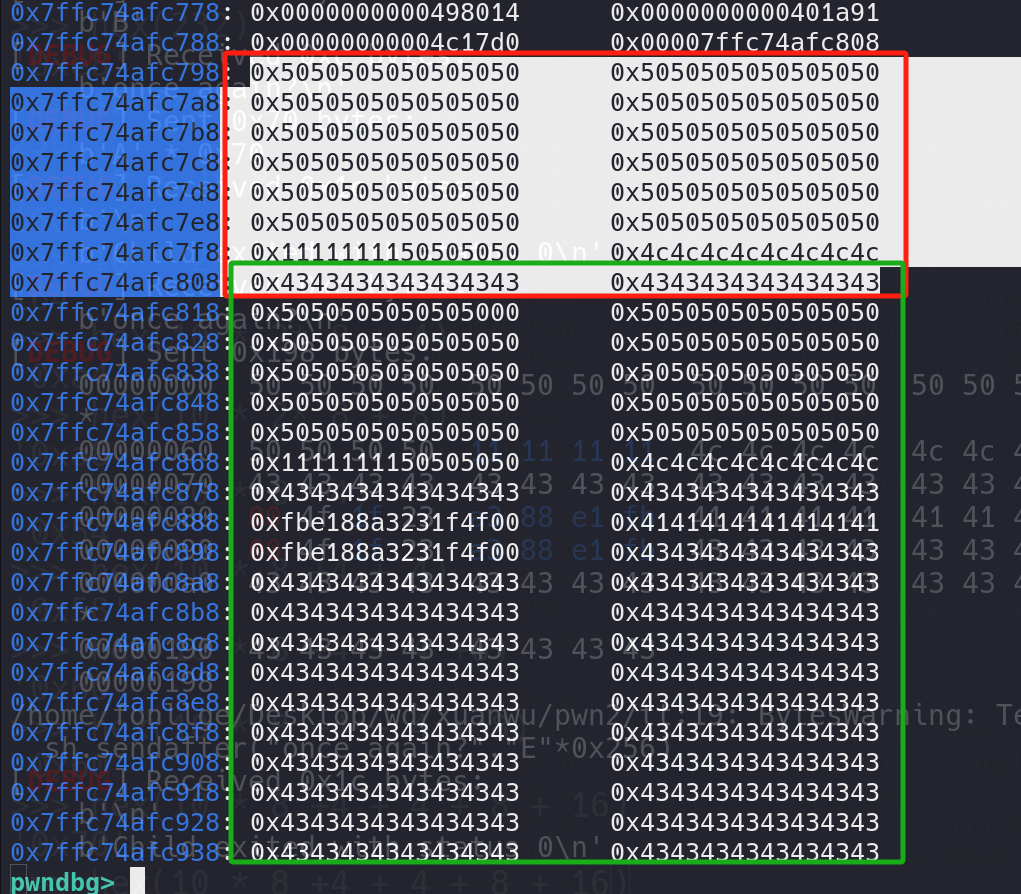 0x7ffc74afc778: 0x0000000000498014 0x0000000000401a91
0x7ffc74afc788: 0x00000000004c17d0 0x00007ffc74afc808
0x7ffc74afc798: 0x5050505050505050 0x5050505050505050
0x7ffc74afc7a8: 0x5050505050505050 0x5050505050505050
0x7ffc74afc7b8: 0x5050505050505050 0x5050505050505050
0x7ffc74afc7c8: 0x5050505050505050 0x5050505050505050
0x7ffc74afc7d8: 0x5050505050505050 0x5050505050505050
0x7ffc74afc7e8: 0x5050505050505050 0x5050505050505050
0x7ffc74afc7f8: 0x1111111150505050 0x4c4c4c4c4c4c4c4c
0x7ffc74afc808: 0x4343434343434343 0x4343434343434343
0x7ffc74afc818: 0x5050505050505000 0x5050505050505050
0x7ffc74afc828: 0x5050505050505050 0x5050505050505050
0x7ffc74afc838: 0x5050505050505050 0x5050505050505050
0x7ffc74afc848: 0x5050505050505050 0x5050505050505050
0x7ffc74afc858: 0x5050505050505050 0x5050505050505050
0x7ffc74afc868: 0x1111111150505050 0x4c4c4c4c4c4c4c4c
0x7ffc74afc878: 0x4343434343434343 0x4343434343434343
0x7ffc74afc888: 0xfbe188a3231f4f00 0x4141414141414141
0x7ffc74afc898: 0xfbe188a3231f4f00 0x4343434343434343
0x7ffc74afc8a8: 0x4343434343434343 0x4343434343434343
0x7ffc74afc8b8: 0x4343434343434343 0x4343434343434343
0x7ffc74afc8c8: 0x4343434343434343 0x4343434343434343
0x7ffc74afc8d8: 0x4343434343434343 0x4343434343434343
0x7ffc74afc8e8: 0x4343434343434343 0x4343434343434343
0x7ffc74afc8f8: 0x4343434343434343 0x4343434343434343
0x7ffc74afc908: 0x4343434343434343 0x4343434343434343
0x7ffc74afc918: 0x4343434343434343 0x4343434343434343
0x7ffc74afc928: 0x4343434343434343 0x4343434343434343
0x7ffc74afc938: 0x4343434343434343 0x4343434343434343
pwndbg>